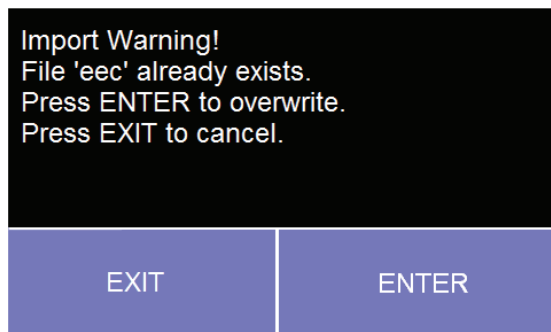 Import Warning!
File 'eec' already exists.
Press ENTER to overwrite.
Press EXIT to cancel.
EXIT
ENTER